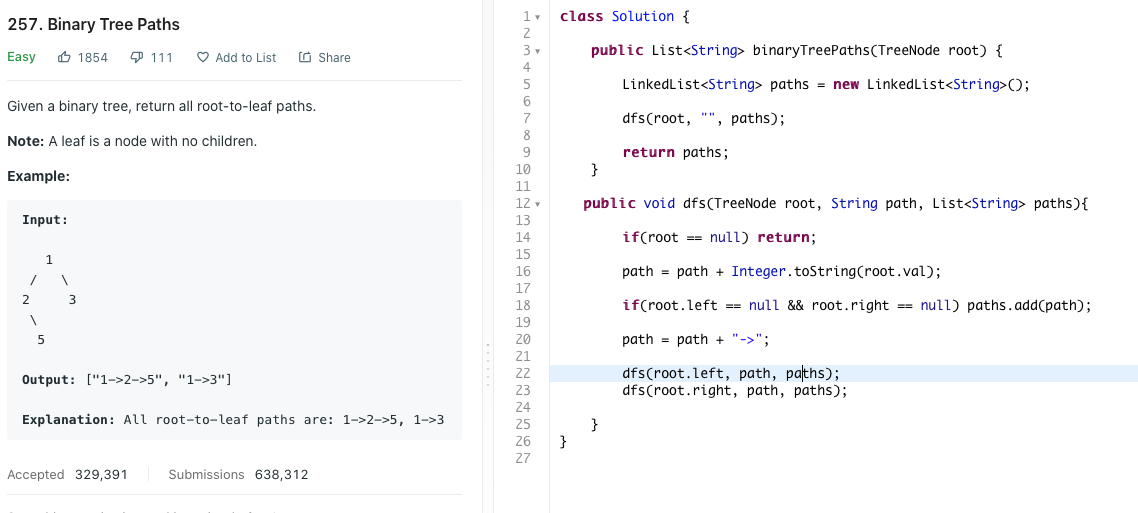 257. Binary Tree Paths
Easy 1854 111 Add to List Share
Given a binary tree, return all root-to-leaf paths.
Note: A leaf is a node with no children.
Example:
Input:
1
/ \
2 3
\
5
Output: ["1->2->5", "1->3"]
Explanation: All root-to-leaf paths are: 1->2->5, 1->3
Accepted 329,391 Submissions 638,312
1 class Solution {
2
3 public List<String> binaryTreePaths(TreeNode root) {
4
5 LinkedList<String> paths = new LinkedList<String>();
6
7 dfs(root, "", paths);
8
9 return paths;
10 }
11
12 public void dfs(TreeNode root, String path, List<String> paths){
13
14 if(root == null) return;
15
16 path = path + Integer.toString(root.val);
17
18 if(root.left == null && root.right == null) paths.add(path);
19
20 path = path + "->";
21
22 dfs(root.left, path, paths);
23 dfs(root.right, path, paths);
24
25 }
26 }
27